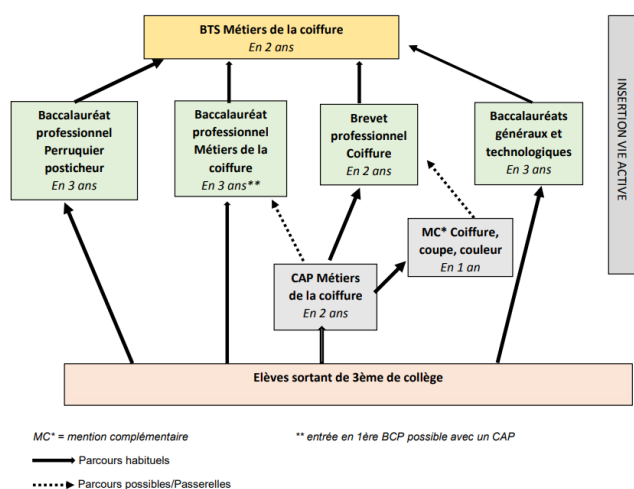 BTS Métiers de la coiffure
En 2 ans
INSERTION VIE ACTIVE
Baccalauréat
professionnel
Perruquier
posticheur
En 3 ans
Baccalauréat
professionnel
Métiers de la
coiffure
En 3 ans**
Brevet
professionnel
Coiffure
En 2 ans
Baccalauréats
généraux et
technologiques
En 3 ans
MC* Coiffure,
coupe, couleur
En 1 an
CAP Métiers
de la coiffure
En 2 ans
Elèves sortant de 3ème de collège
MC* = mention complémentaire
** entrée en 1ère BCP possible avec un CAP
Parcours habituels
Parcours possibles/Passerelles